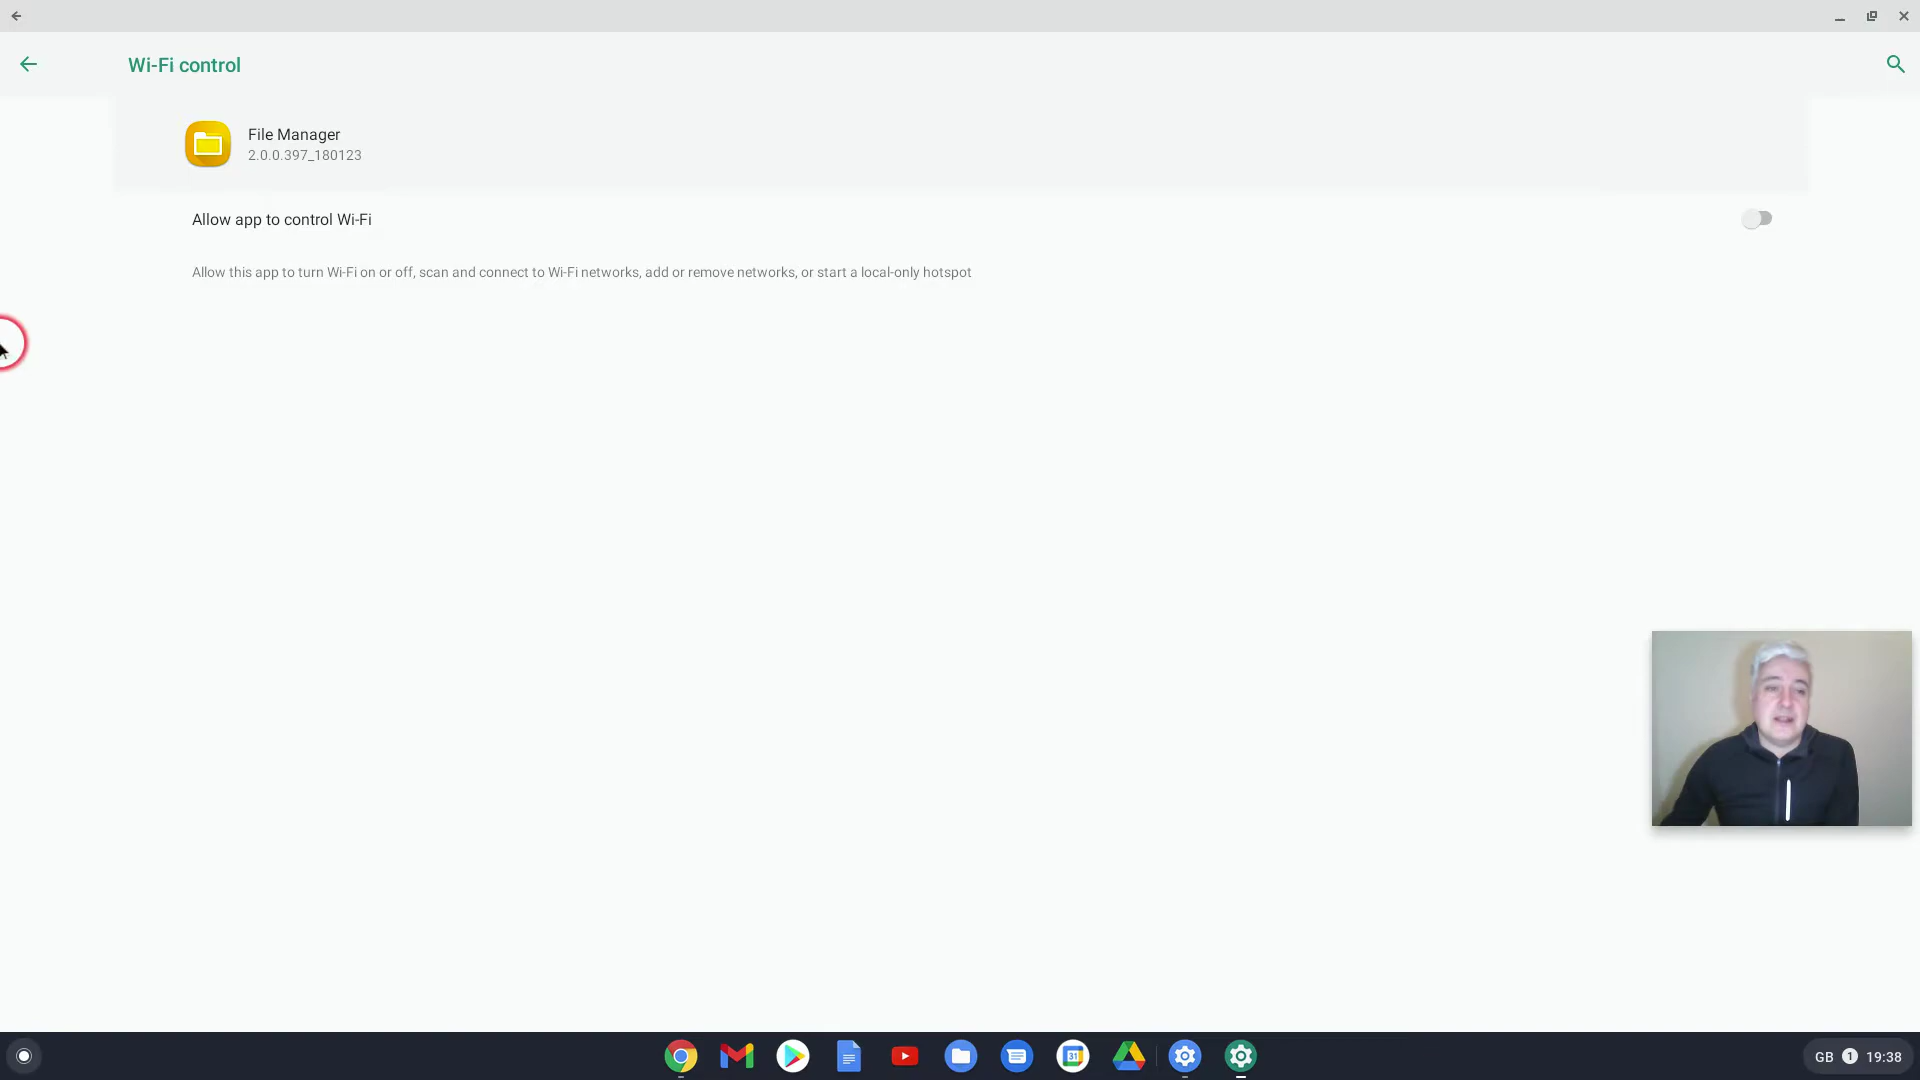 Wi-Fi control
File Manager
2.0.0.397_180123
Allow app to control Wi-Fi
Allow this app to turn Wi-Fi on or off, scan and connect to Wi-Fi networks, add or remove networks, or start a local-only hotspot
31
GB 1 19:38